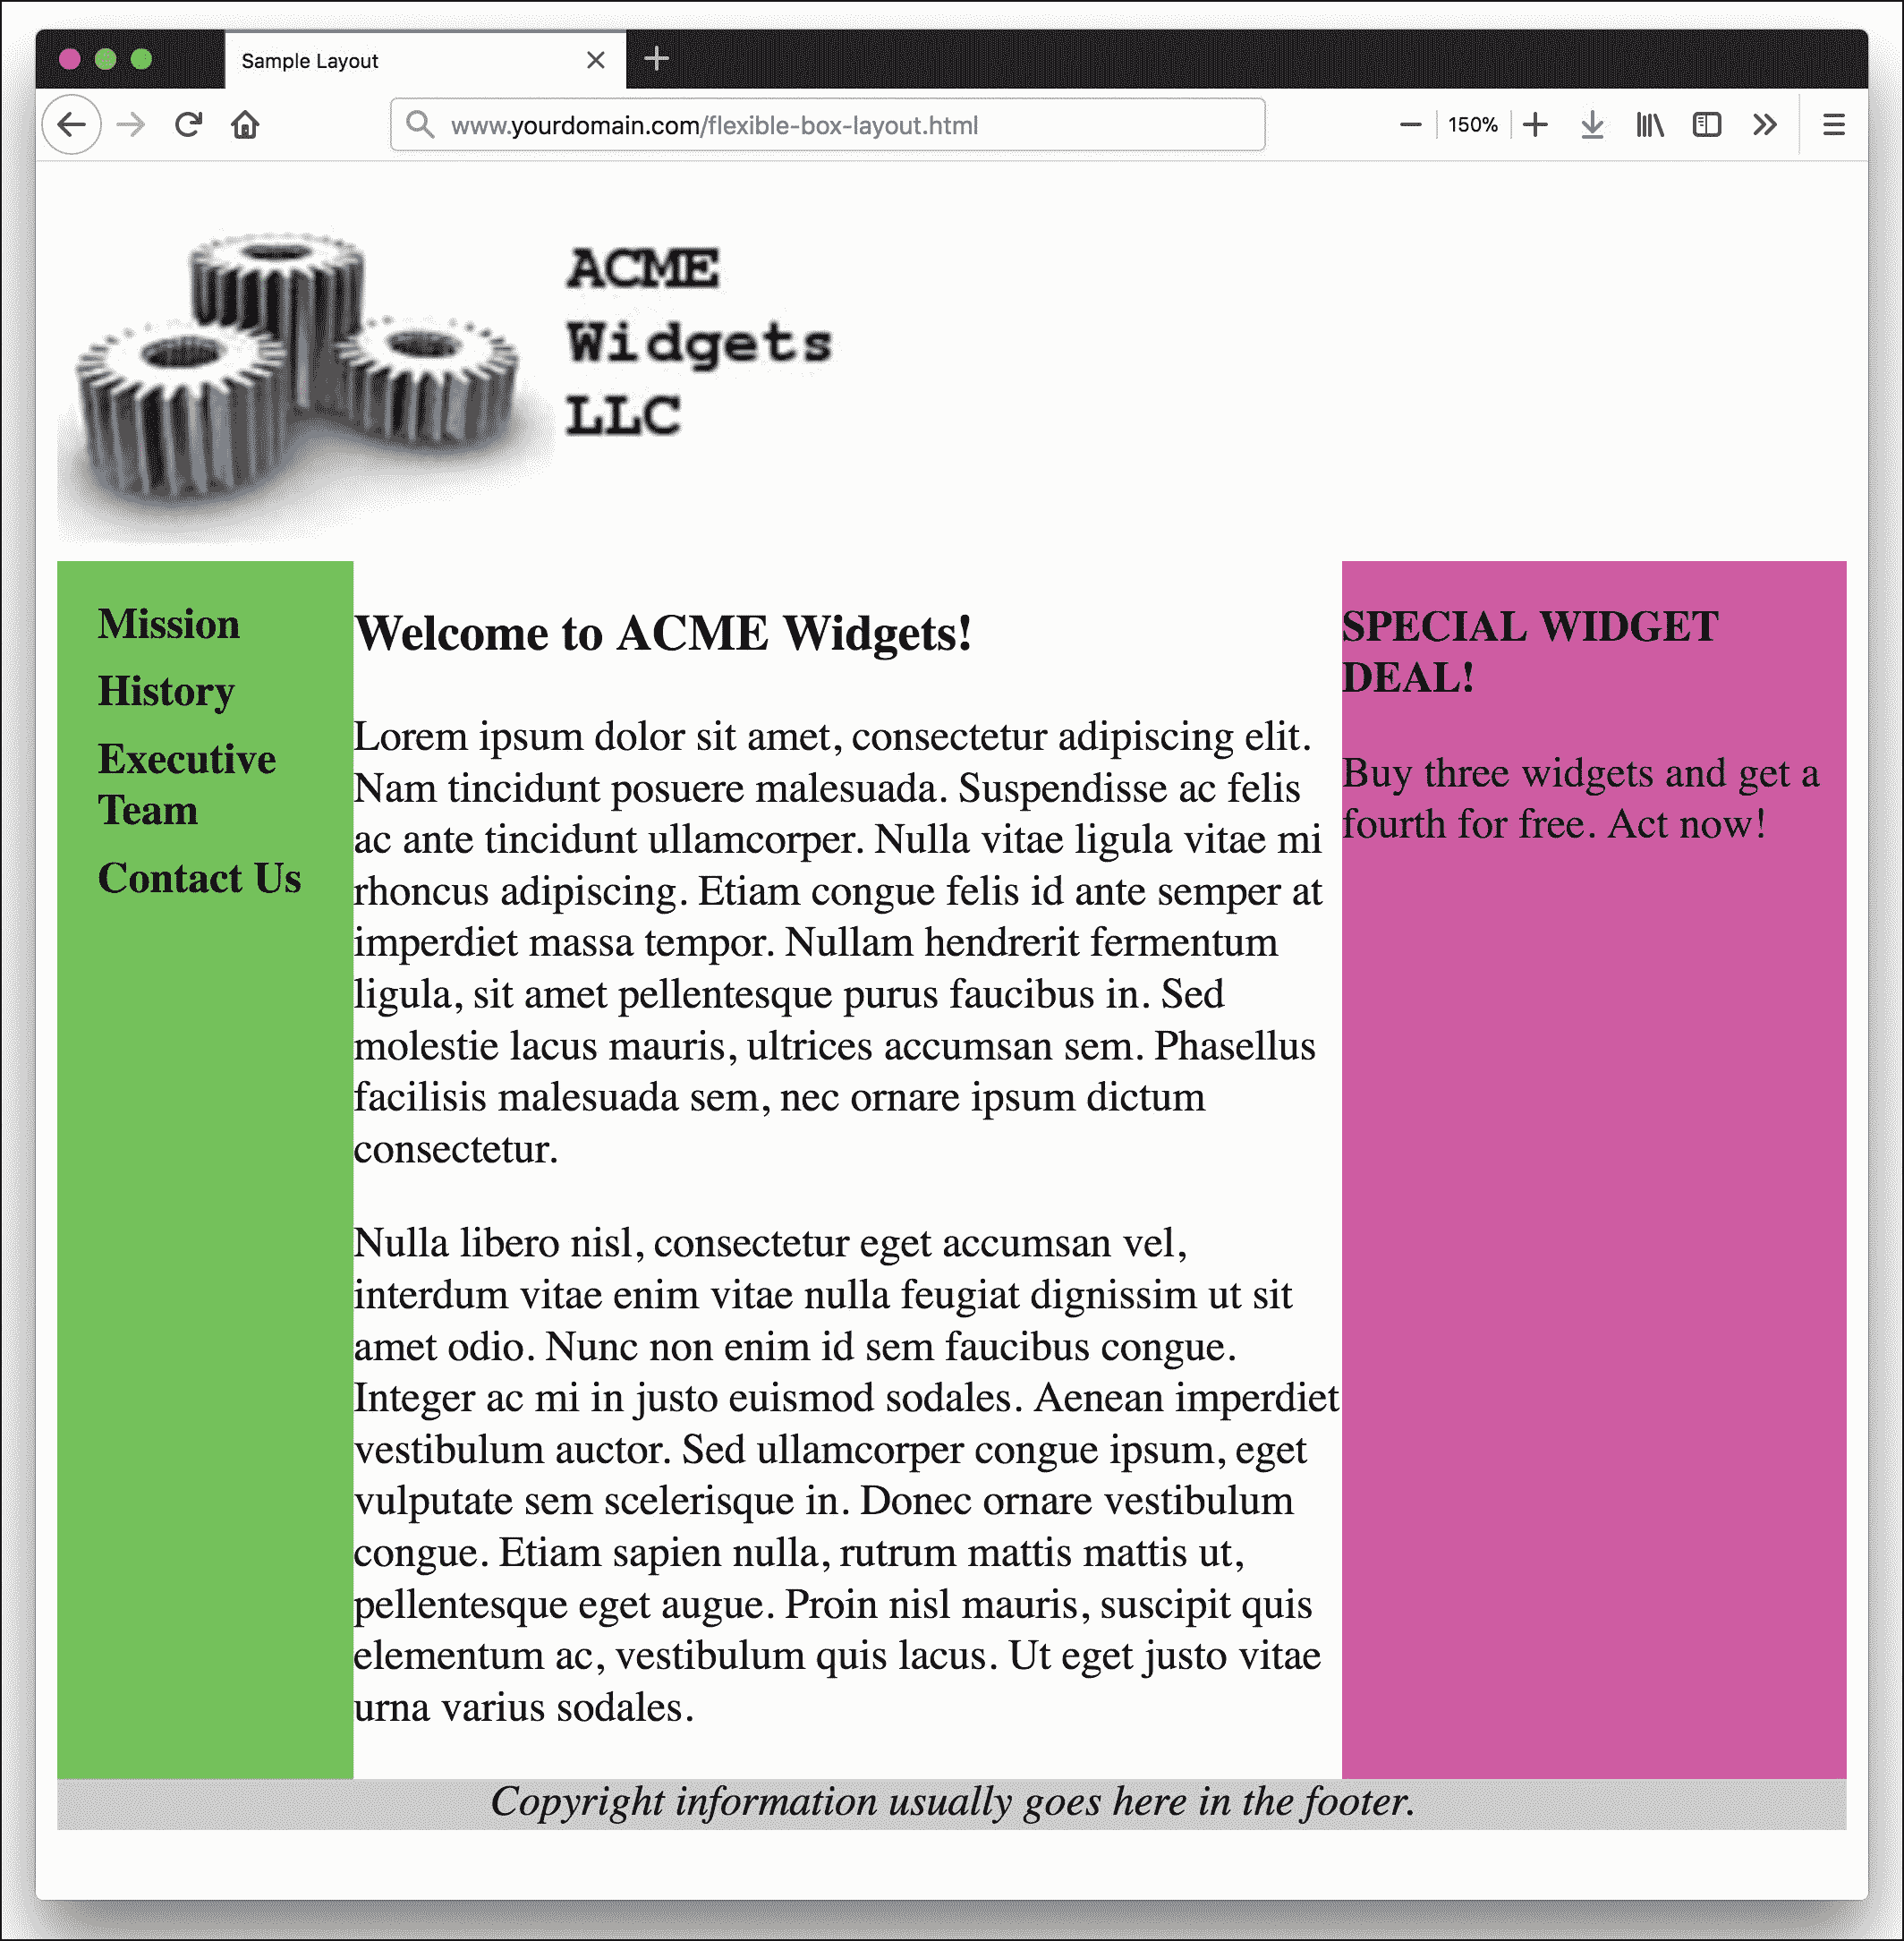 Sample Layout
www.yourdomain.com/flexible-box-layout.html
150%
ACME
Widgets
LLC
Mission
History
Executive
Team
Contact Us
Welcome to ACME Widgets!
Lorem ipsum dolor sit amet, consectetur adipiscing elit.
Nam tincidunt posuere malesuada. Suspendisse ac felis
ac ante tincidunt ullamcorper. Nulla vitae ligula vitae mi
rhoncus adipiscing. Etiam congue felis id ante semper at
imperdiet massa tempor. Nullam hendrerit fermentum
ligula, sit amet pellentesque purus faucibus in. Sed
molestie lacus mauris, ultrices accumsan sem. Phasellus
facilisis malesuada sem, nec ornare ipsum dictum
consectetur.
Nulla libero nisl, consectetur eget accumsan vel,
interdum vitae enim vitae nulla feugiat dignissim ut sit
amet odio. Nunc non enim id sem faucibus congue.
Integer ac mi in justo euismod sodales. Aenean imperdiet
vestibulum auctor. Sed ullamcorper congue ipsum, eget
vulputate sem scelerisque in. Donec ornare vestibulum
congue. Etiam sapien nulla, rutrum mattis mattis ut,
pellentesque eget augue. Proin nisl mauris, suscipit quis
elementum ac, vestibulum quis lacus. Ut eget justo vitae
urna varius sodales.
SPECIAL WIDGET
DEAL!
Buy three widgets and get a
fourth for free. Act now!
Copyright information usually goes here in the footer.